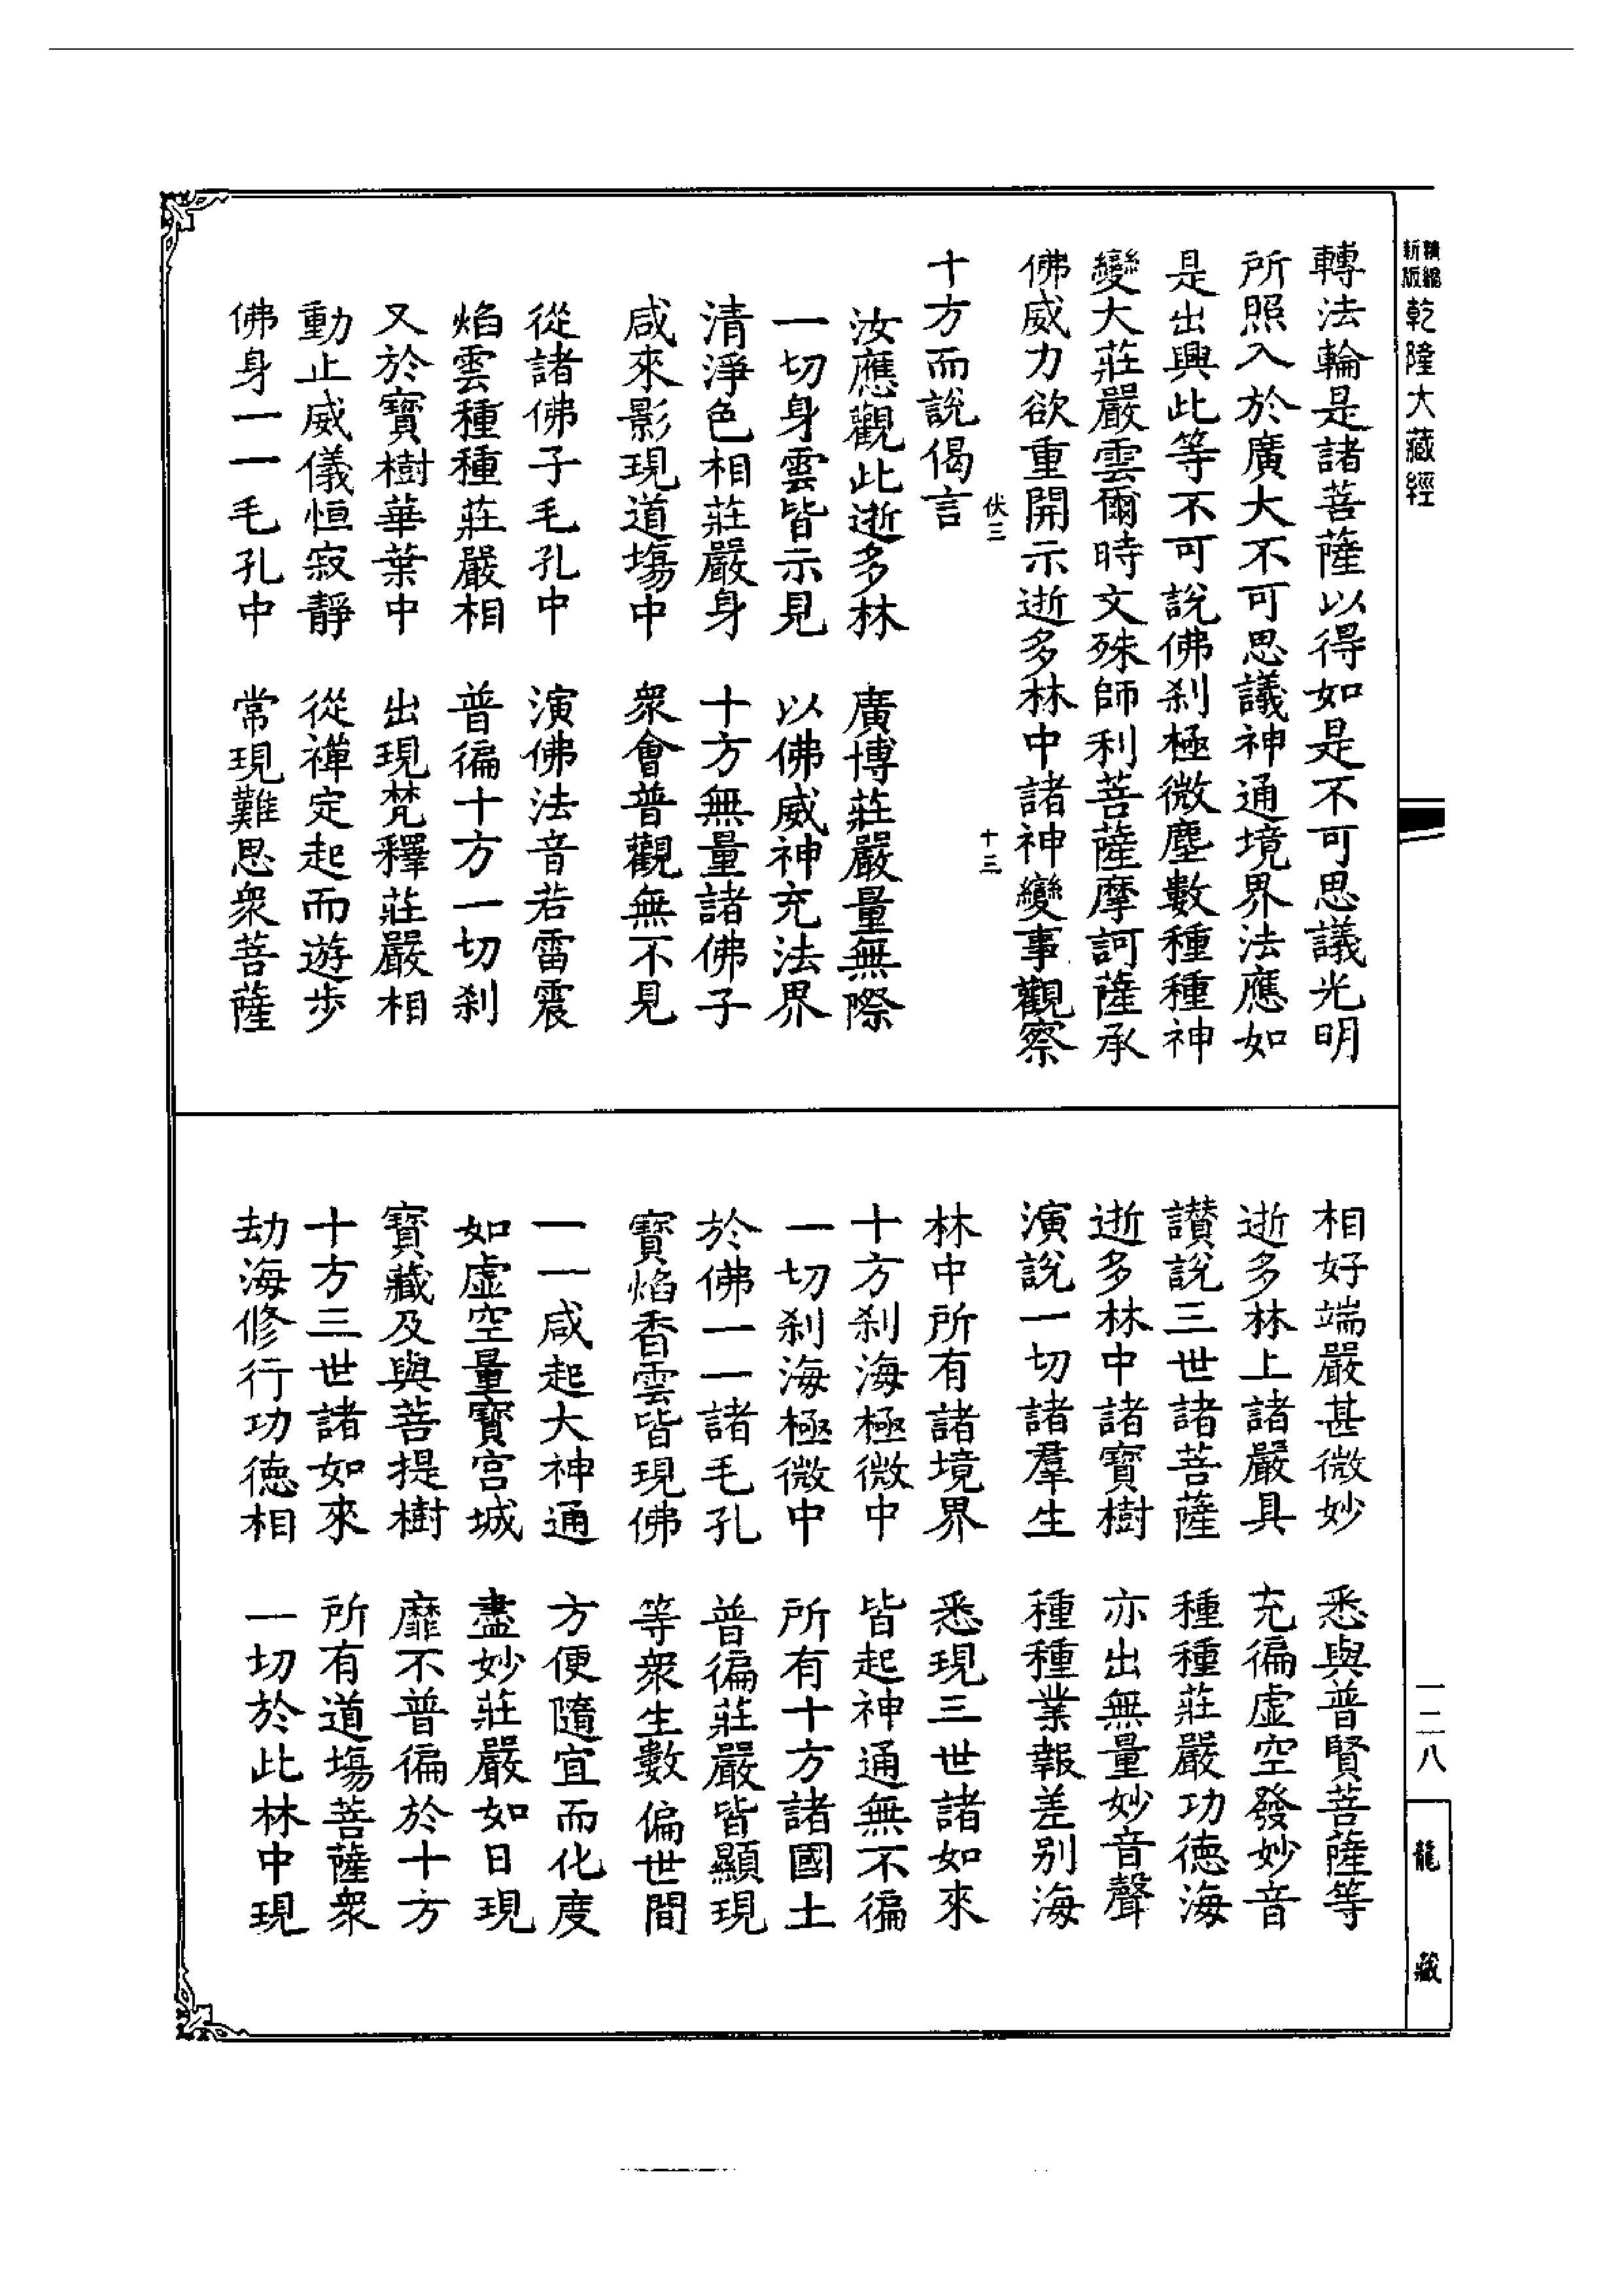 精編
新版
乾隆大藏經
一二八
龍藏
轉法輪是諸菩薩以得如是不可思議光明
所照入於廣大不可思議神通境界法應如
是出興此等不可說佛刹極微塵數種種神
變大莊嚴雲爾時文殊師利菩薩摩訶薩承
佛威力欲重開示逝多林中諸神變事觀察
伏三
十三
十方而說偈言
汝應觀此逝多林　廣博莊嚴量無際
一切身雲皆示見　以佛威神充法界
清淨色相莊嚴身　十方無量諸佛子
咸來影現道場中　衆會普觀無不見
從諸佛子毛孔中　演佛法音若雷震
焰雲種種莊嚴相　普徧十方一切刹
又於寶樹華葉中　出現梵釋莊嚴相
動止威儀恒寂靜　從禪定起而遊步
佛身一一毛孔中　常現難思衆菩薩
相好端嚴甚微妙　悉與普賢菩薩等
逝多林上諸嚴具　充徧虛空發妙音
讃說三世諸菩薩　種種莊嚴功德海
逝多林中諸寶樹　亦出無量妙音聲
演說一切諸羣生　種種業報差别海
林中所有諸境界　悉現三世諸如來
十方刹海極微中　皆起神通無不徧
一切刹海極微中　所有十方諸國土
於佛一一諸毛孔　普徧莊嚴皆顯現
寶焰香雲皆現佛　等衆生數偏世間
一一咸起大神通　方便隨宜而化度
如虛空量寶宮城　盡妙莊嚴如日現
寶藏及與菩提樹　靡不普徧於十方
十方三世諸如來　所有道場菩薩衆
劫海修行功德相　一切於此林中現